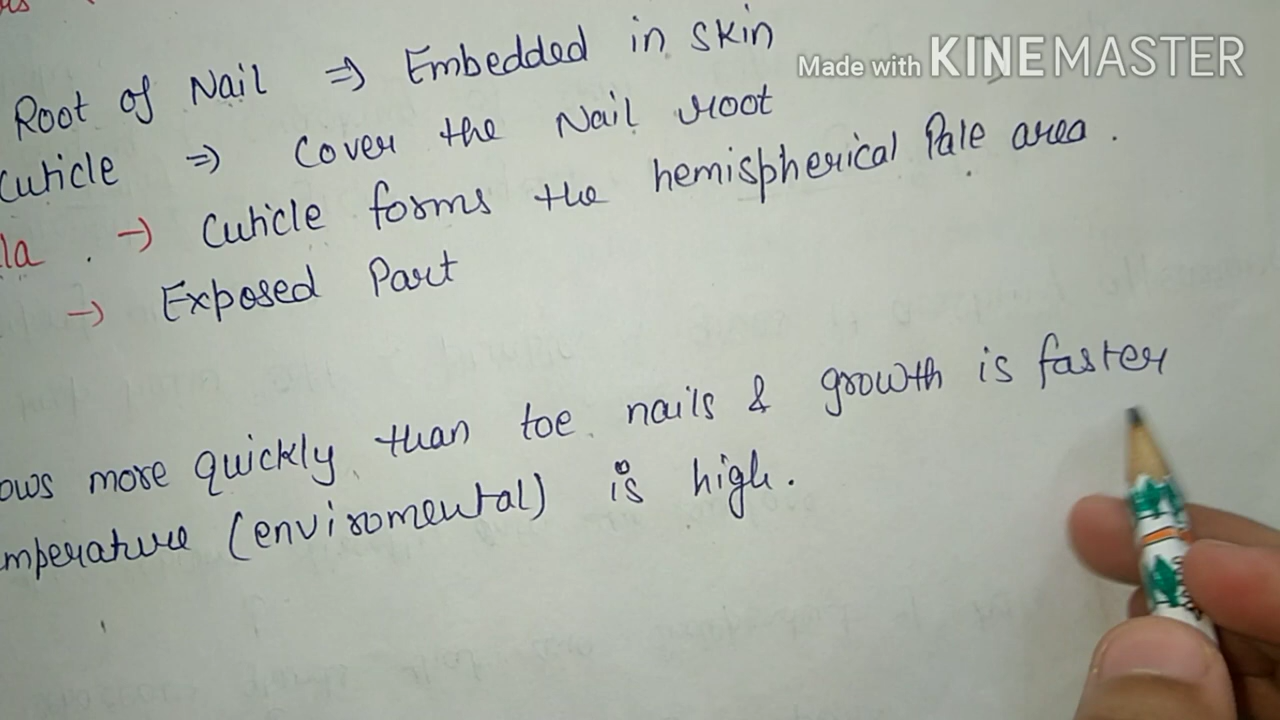 Made with KINEMASTER
Root of Nail ⇒ Embedded in skin
Cuticle ⇒ Cover the Nail root
la . → Cuticle forms the hemispherical Pale area .
→ Exposed Part
ows more quickly than toe nails & growth is faster
mperature (enviromental) is high.